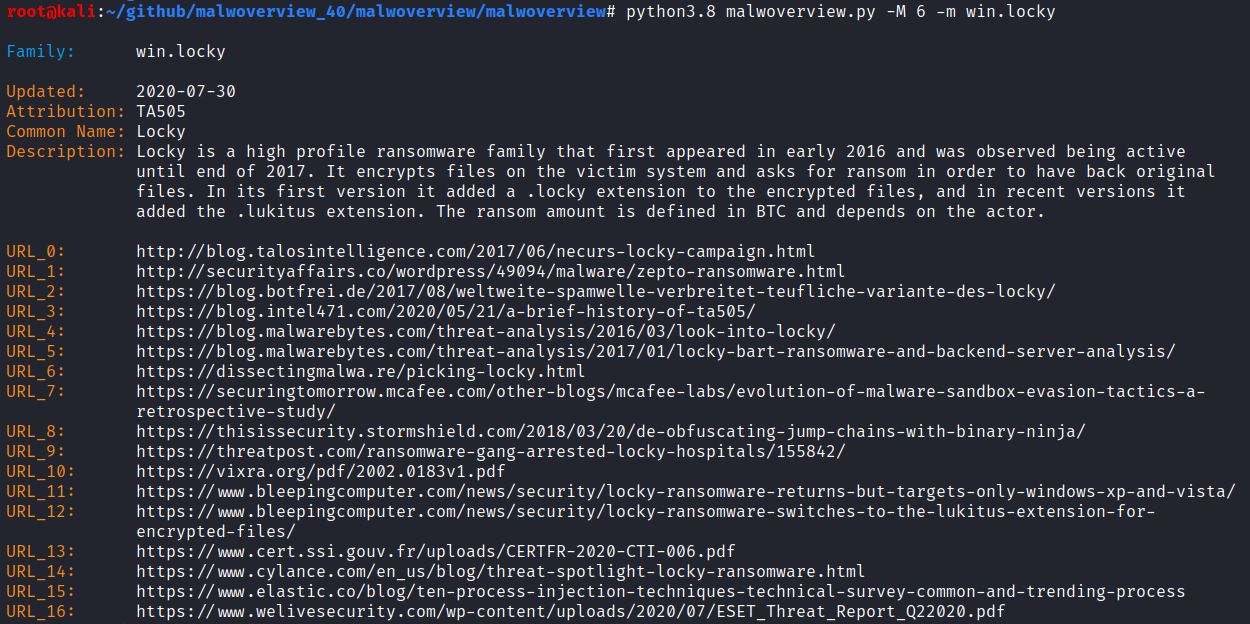 root@kali:~/github/malwoverview_40/malwoverview/malwoverview# python3.8 malwoverview.py -M 6 -m win.locky
Family: win.locky
Updated: 2020-07-30
Attribution: TA505
Common Name: Locky
Description: Locky is a high profile ransomware family that first appeared in early 2016 and was observed being active
until end of 2017. It encrypts files on the victim system and asks for ransom in order to have back original
files. In its first version it added a .locky extension to the encrypted files, and in recent versions it
added the .lukitus extension. The ransom amount is defined in BTC and depends on the actor.
URL_0: http://blog.talosintelligence.com/2017/06/necurs-locky-campaign.html
URL_1: http://securityaffairs.co/wordpress/49094/malware/zepto-ransomware.html
URL_2: https://blog.botfrei.de/2017/08/weltweite-spamwelle-verbreitet-teufliche-variante-des-locky/
URL_3: https://blog.intel471.com/2020/05/21/a-brief-history-of-ta505/
URL_4: https://blog.malwarebytes.com/threat-analysis/2016/03/look-into-locky/
URL_5: https://blog.malwarebytes.com/threat-analysis/2017/01/locky-bart-ransomware-and-backend-server-analysis/
URL_6: https://dissectingmalwa.re/picking-locky.html
URL_7: https://securingtomorrow.mcafee.com/other-blogs/mcafee-labs/evolution-of-malware-sandbox-evasion-tactics-a-
retrospective-study/
URL_8: https://thisissecurity.stormshield.com/2018/03/20/de-obfuscating-jump-chains-with-binary-ninja/
URL_9: https://threatpost.com/ransomware-gang-arrested-locky-hospitals/155842/
URL_10: https://vixra.org/pdf/2002.0183v1.pdf
URL_11: https://www.bleepingcomputer.com/news/security/locky-ransomware-returns-but-targets-only-windows-xp-and-vista/
URL_12: https://www.bleepingcomputer.com/news/security/locky-ransomware-switches-to-the-lukitus-extension-for-
encrypted-files/
URL_13: https://www.cert.ssi.gouv.fr/uploads/CERTFR-2020-CTI-006.pdf
URL_14: https://www.cylance.com/en_us/blog/threat-spotlight-locky-ransomware.html
URL_15: https://www.elastic.co/blog/ten-process-injection-techniques-technical-survey-common-and-trending-process
URL_16: https://www.welivesecurity.com/wp-content/uploads/2020/07/ESET_Threat_Report_Q22020.pdf